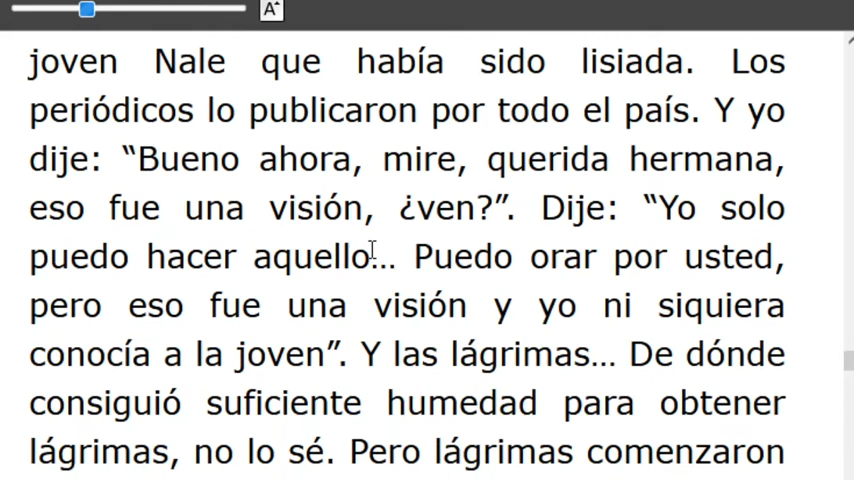 A
joven Nale que había sido lisiada. Los
periódicos lo publicaron por todo el país. Y yo
dije: “Bueno ahora, mire, querida hermana,
eso fue una visión, ¿ven?”. Dije: “Yo solo
puedo hacer aquello… Puedo orar por usted,
pero eso fue una visión y yo ni siquiera
conocía a la joven”. Y las lágrimas… De dónde
consiguió suficiente humedad para obtener
lágrimas, no lo sé. Pero lágrimas comenzaron